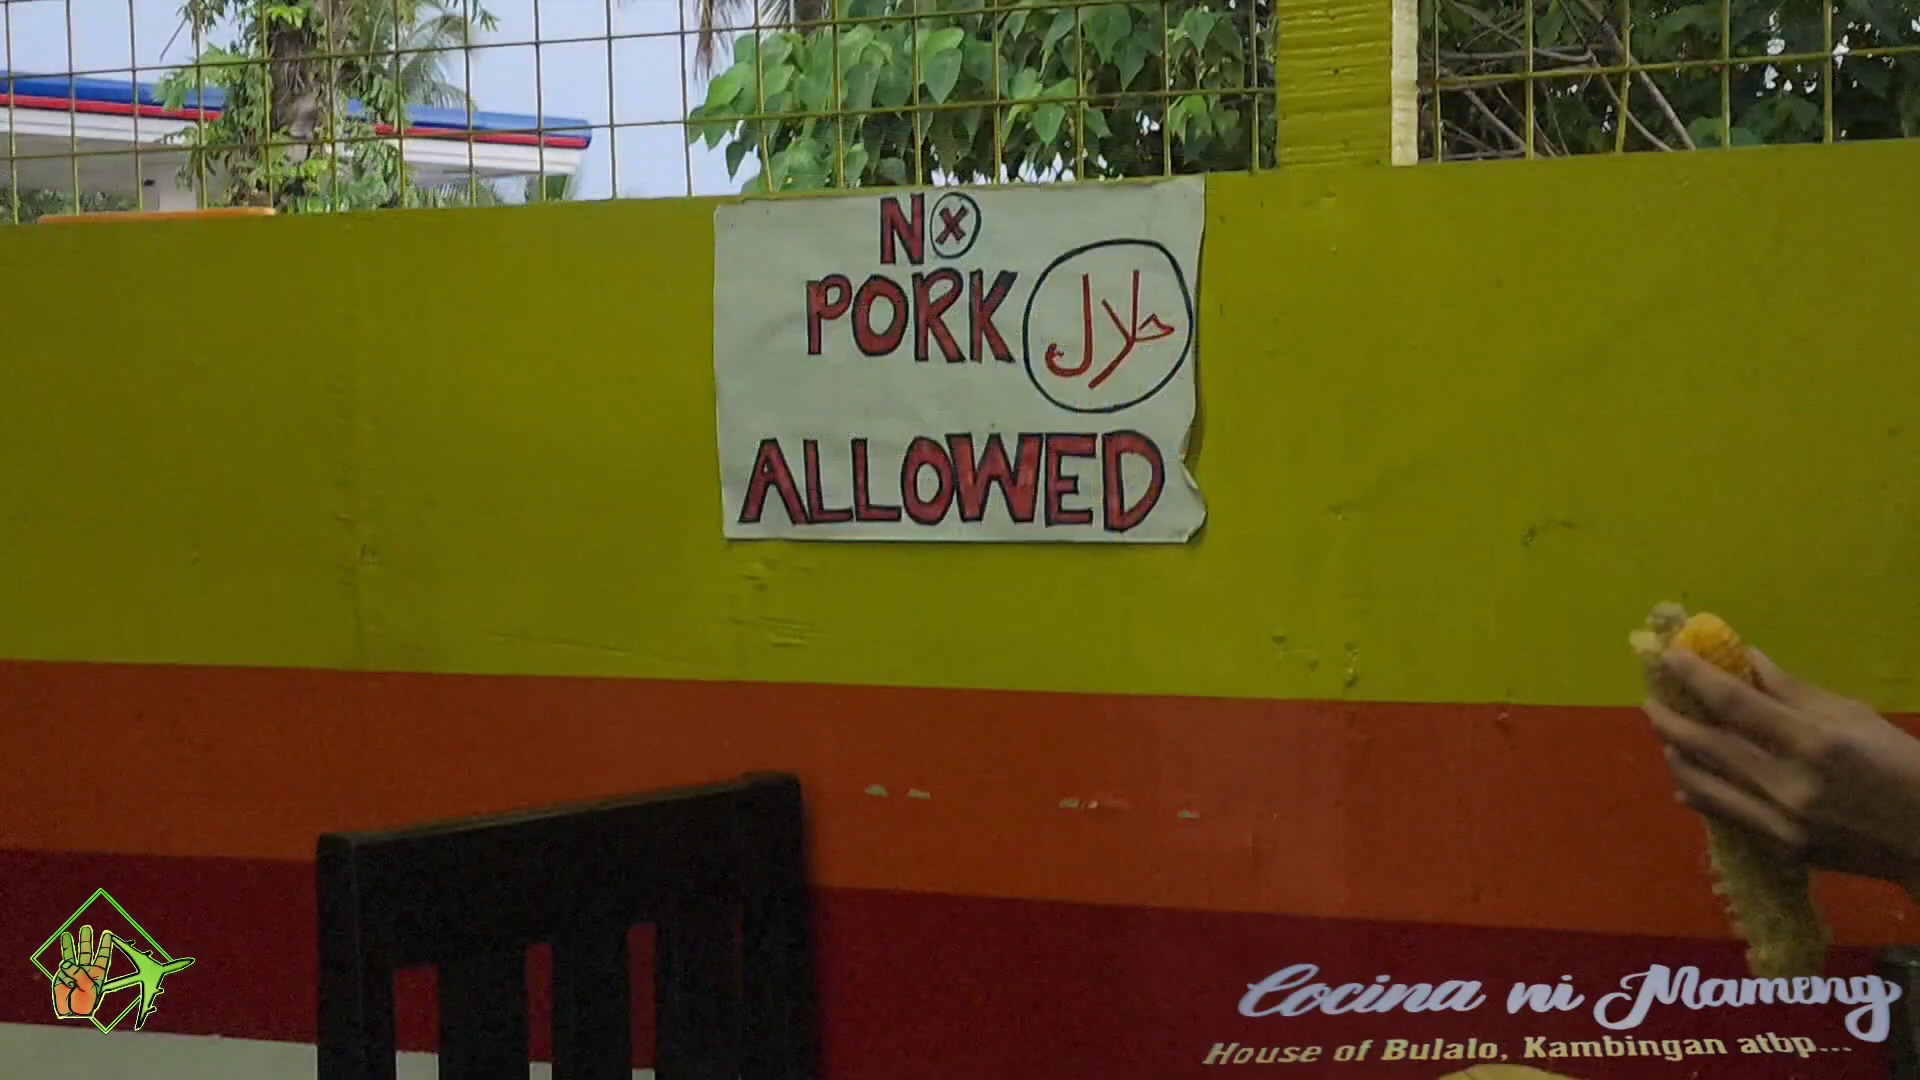 NO
PORK حلال
ALLOWED
Cocina ni Mameng
House of Bulalo, Kambingan atbp...